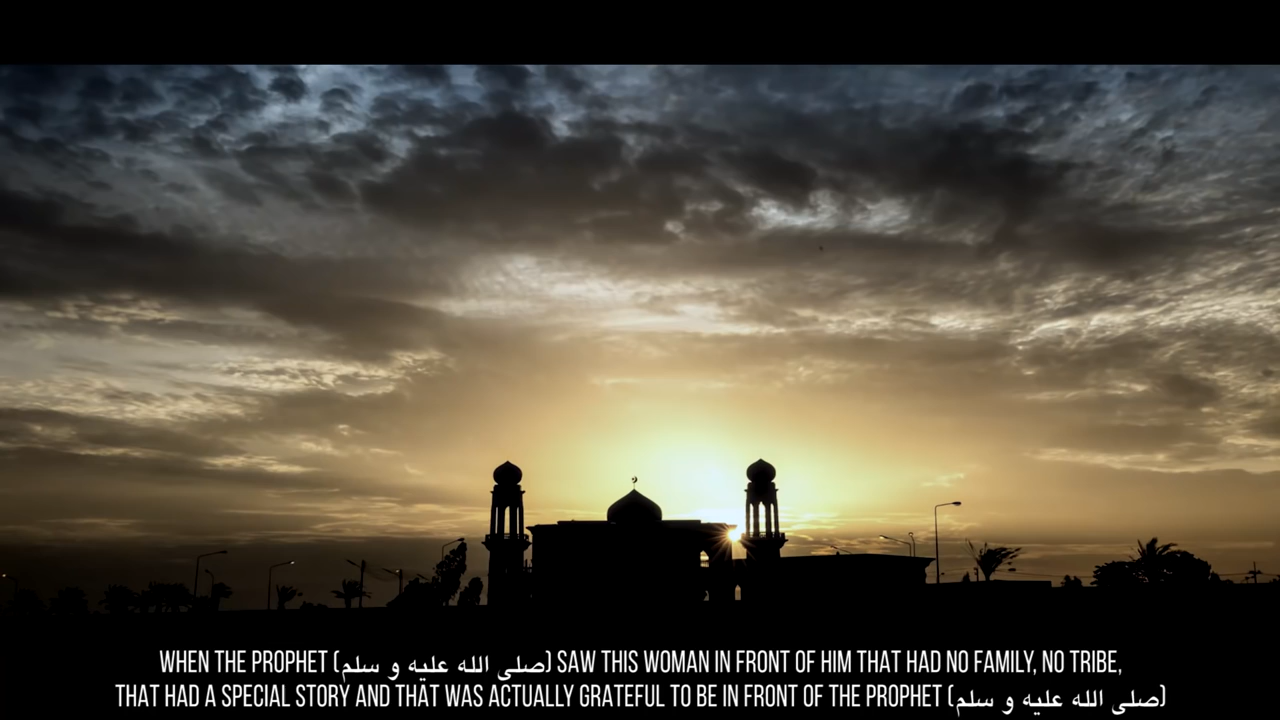 WHEN THE PROPHET (صلى الله عليه و سلم) SAW THIS WOMAN IN FRONT OF HIM THAT HAD NO FAMILY, NO TRIBE,
THAT HAD A SPECIAL STORY AND THAT WAS ACTUALLY GRATEFUL TO BE IN FRONT OF THE PROPHET (صلى الله عليه و سلم)